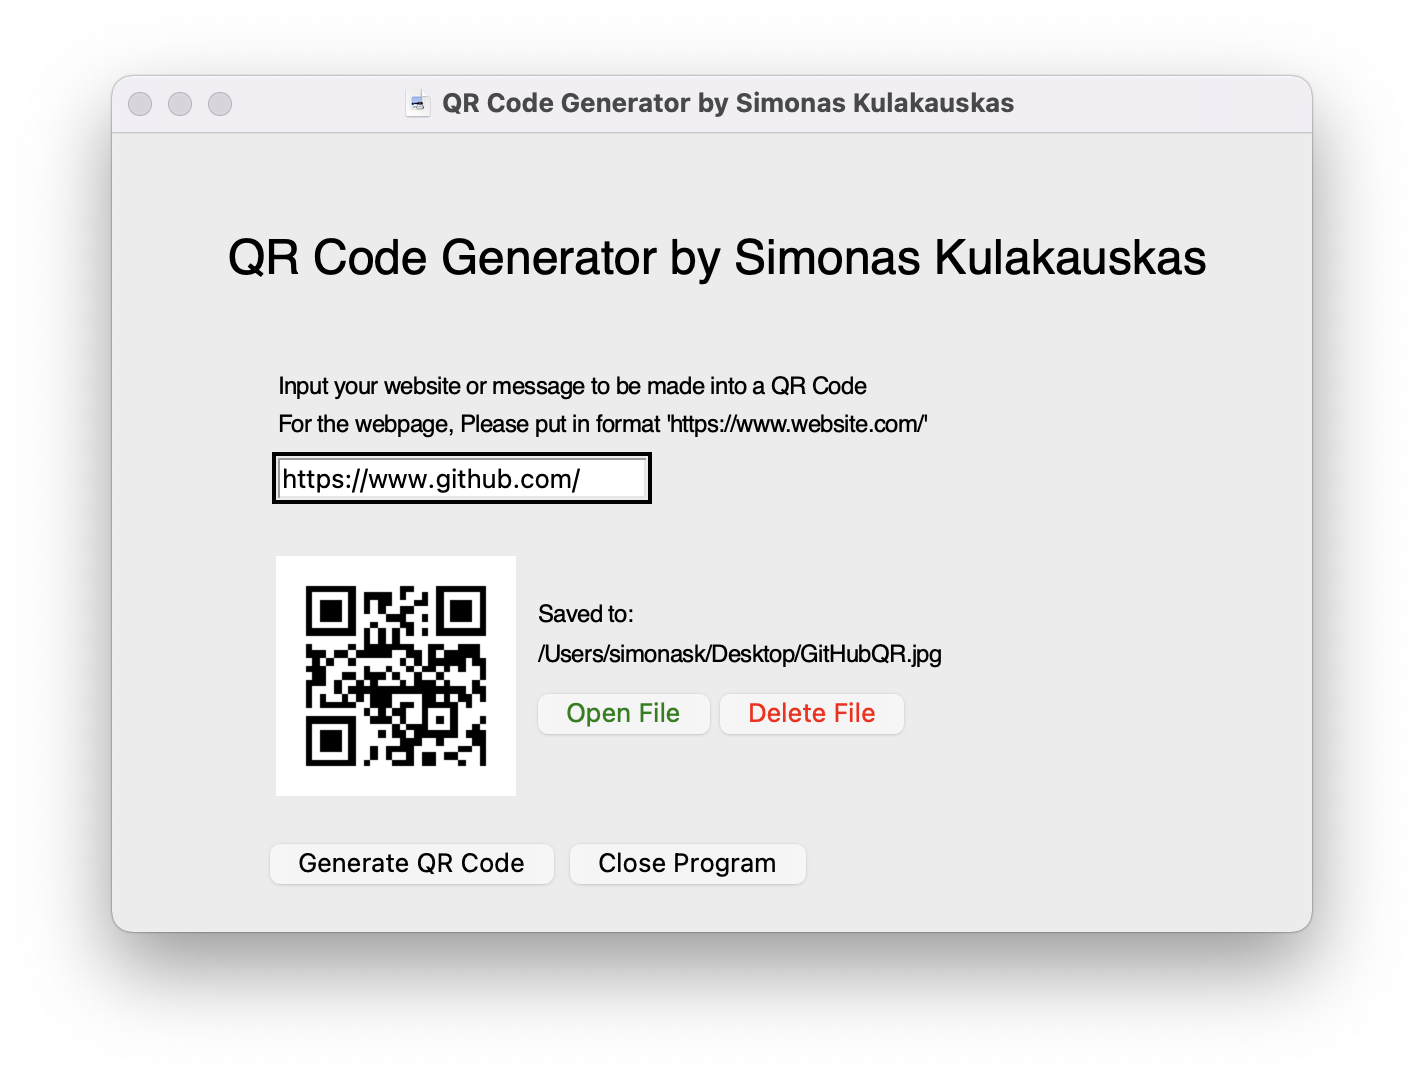 QR Code Generator by Simonas Kulakauskas
QR Code Generator by Simonas Kulakauskas
Input your website or message to be made into a QR Code
For the webpage, Please put in format 'https://www.website.com/'
https://www.github.com/
Saved to:
/Users/simonask/Desktop/GitHubQR.jpg
Open File Delete File
Generate QR Code Close Program